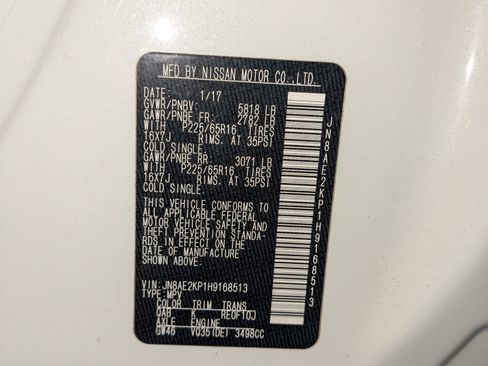 MFD BY NISSAN MOTOR CO.,LTD.
DATE: 1/17
GVWR/PNBV: 5818 LB
GAWR/PNBE FR: 2782 LB
WITH P225/65R16 TIRES
16X7J RIMS. AT 35PSI
COLD SINGLE.
GAWR/PNBE RR: 3071 LB
WITH P225/65R16 TIRES
16X7J RIMS. AT 35PSI
COLD SINGLE.
THIS VEHICLE CONFORMS TO
ALL APPLICABLE FEDERAL
MOTOR VEHICLE SAFETY AND
THEFT PREVENTION STANDA-
RDS IN EFFECT ON THE
DATE OF MANUFACTURE
SHOWN ABOVE.
VIN: JN8AE2KP1H9168513
TYPE: MPV
COLOR TRIM TRANS
QAB K RE0F10J
AXLE ENGINE
GW46 VQ35(DE) 3498CC
JN8AE2KP1H9168513